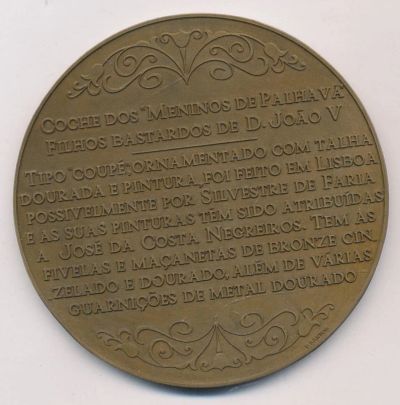 COCHE DOS "MENINOS DE PALHAVÃ"
FILHOS BASTARDOS DE D. JOÃO V
TIPO "COUPÉ", ORNAMENTADO COM TALHA
DOURADA E PINTURA, FOI FEITO EM LISBOA
POSSIVELMENTE POR SILVESTRE DE FARIA
E AS SUAS PINTURAS TÊM SIDO ATRIBUÍDAS
A JOSÉ DA COSTA NEGREIROS. TEM AS
FIVELAS E MAÇANETAS DE BRONZE CIN
ZELADO E DOURADO, ALÉM DE VÁRIAS
GUARNIÇÕES DE METAL DOURADO